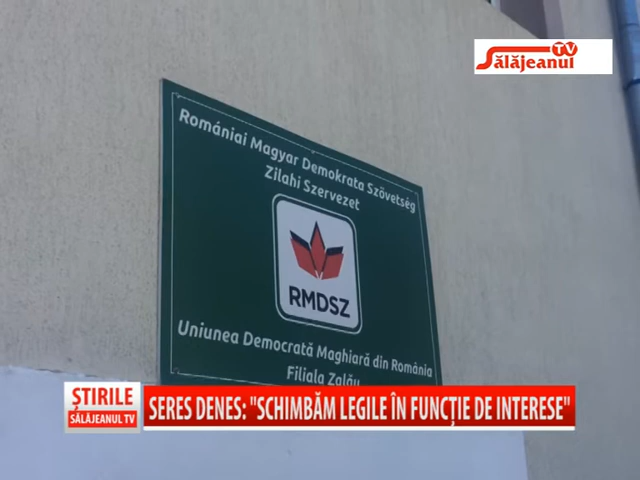 Sălăjeanul TV
Romániai Magyar Demokrata Szövetség
Zilahi Szervezet
RMDSZ
Uniunea Democrată Maghiară din România
Filiala Zalău
ȘTIRILE
SĂLĂJEANUL TV
SERES DENES: "SCHIMBĂM LEGILE ÎN FUNCȚIE DE INTERESE"